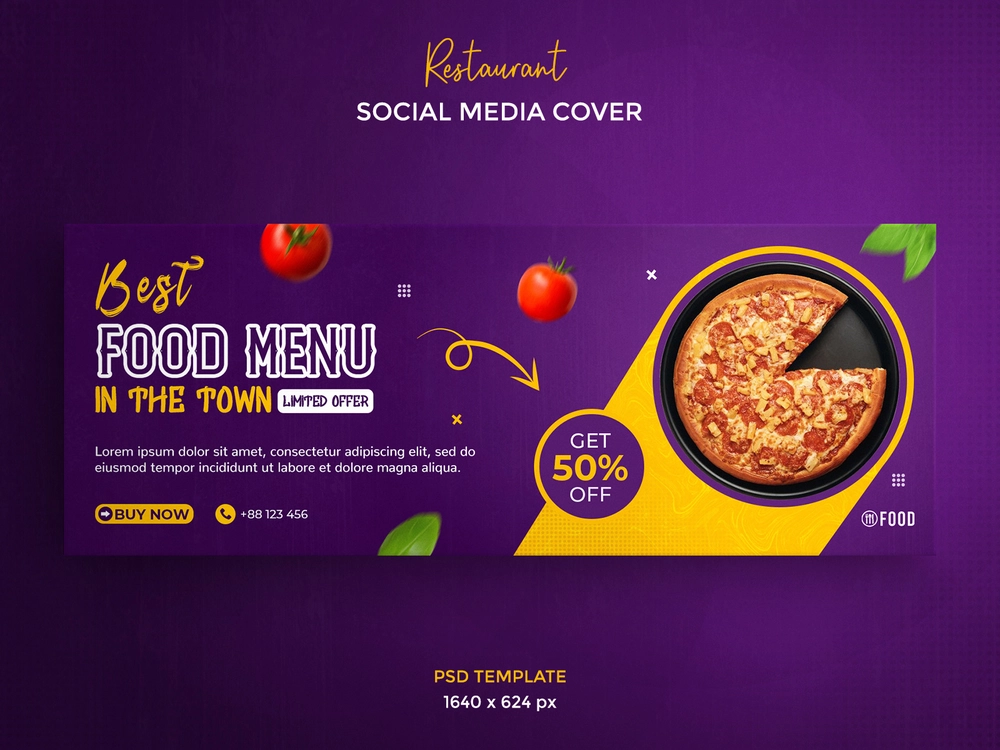 Restaurant
SOCIAL MEDIA COVER
Best
FOOD MENU
IN THE TOWN LIMITED OFFER
Lorem ipsum dolor sit amet, consectetur adipiscing elit, sed do
eiusmod tempor incididunt ut labore et dolore magna aliqua.
BUY NOW +88 123 456
GET
50%
OFF
FOOD
PSD TEMPLATE
1640 x 624 px